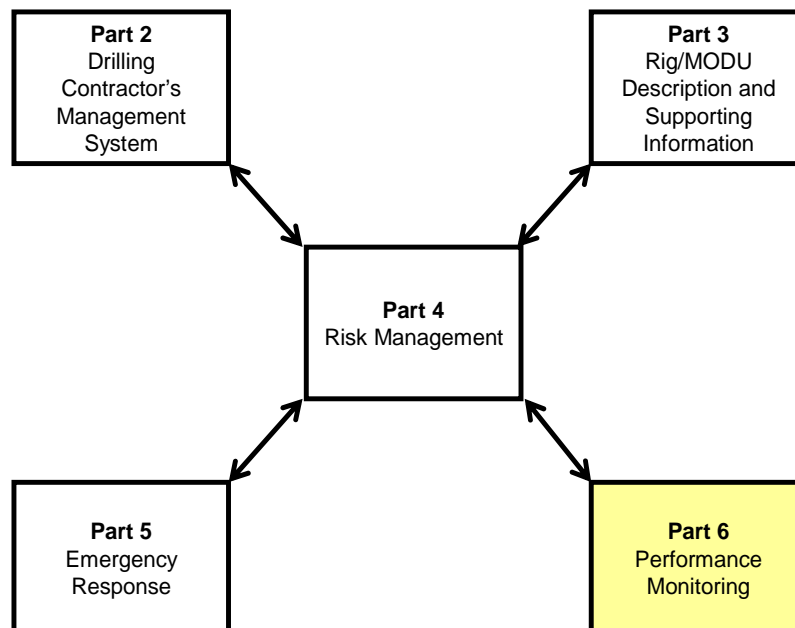 Part 2
Drilling
Contractor's
Management
System
Part 3
Rig/MODU
Description and
Supporting
Information
Part 4
Risk Management
Part 5
Emergency
Response
Part 6
Performance
Monitoring